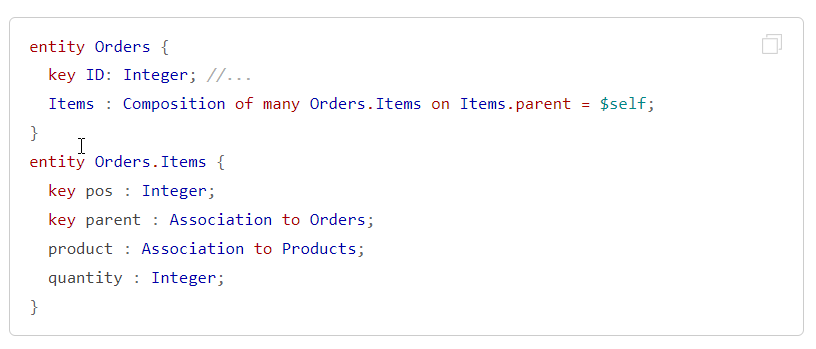 entity Orders {
key ID: Integer; //...
Items : Composition of many Orders.Items on Items.parent = $self;
}
entity Orders.Items {
key pos : Integer;
key parent : Association to Orders;
product : Association to Products;
quantity : Integer;
}